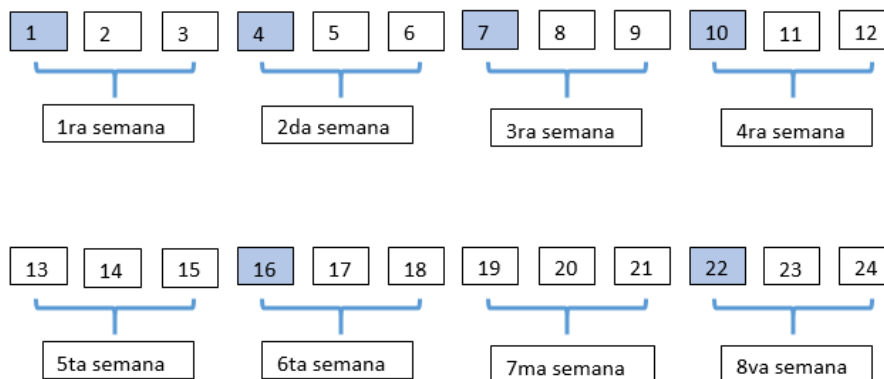 1 2 3 4 5 6 7 8 9 10 11 12
1ra semana 2da semana 3ra semana 4ra semana
13 14 15 16 17 18 19 20 21 22 23 24
5ta semana 6ta semana 7ma semana 8va semana